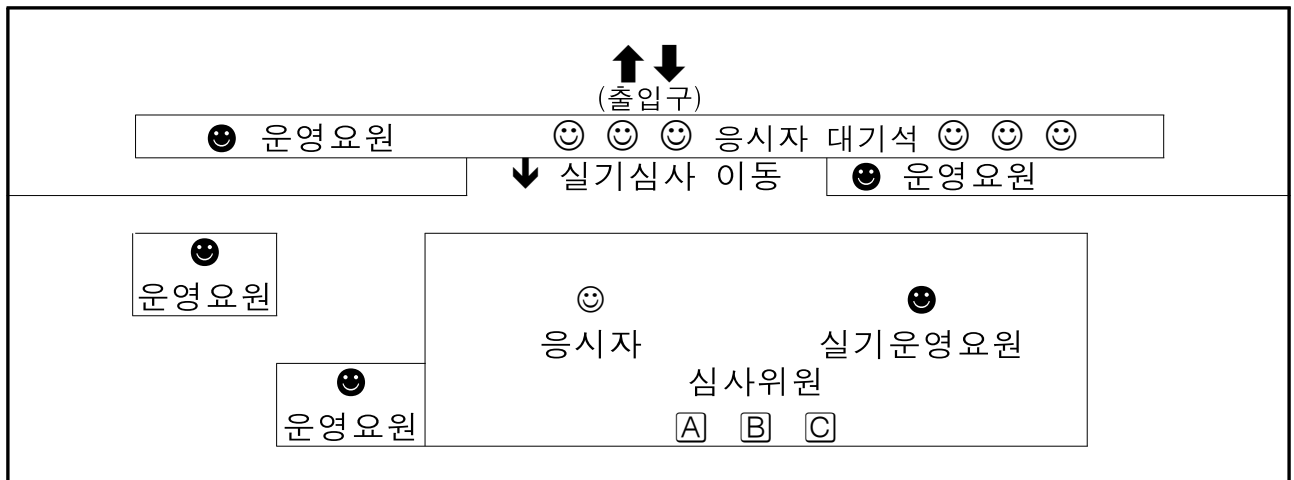 (출입구)
운영요원 응시자 대기석
실기심사 이동 운영요원
운영요원
응시자 실기운영요원
심사위원
운영요원 A B C